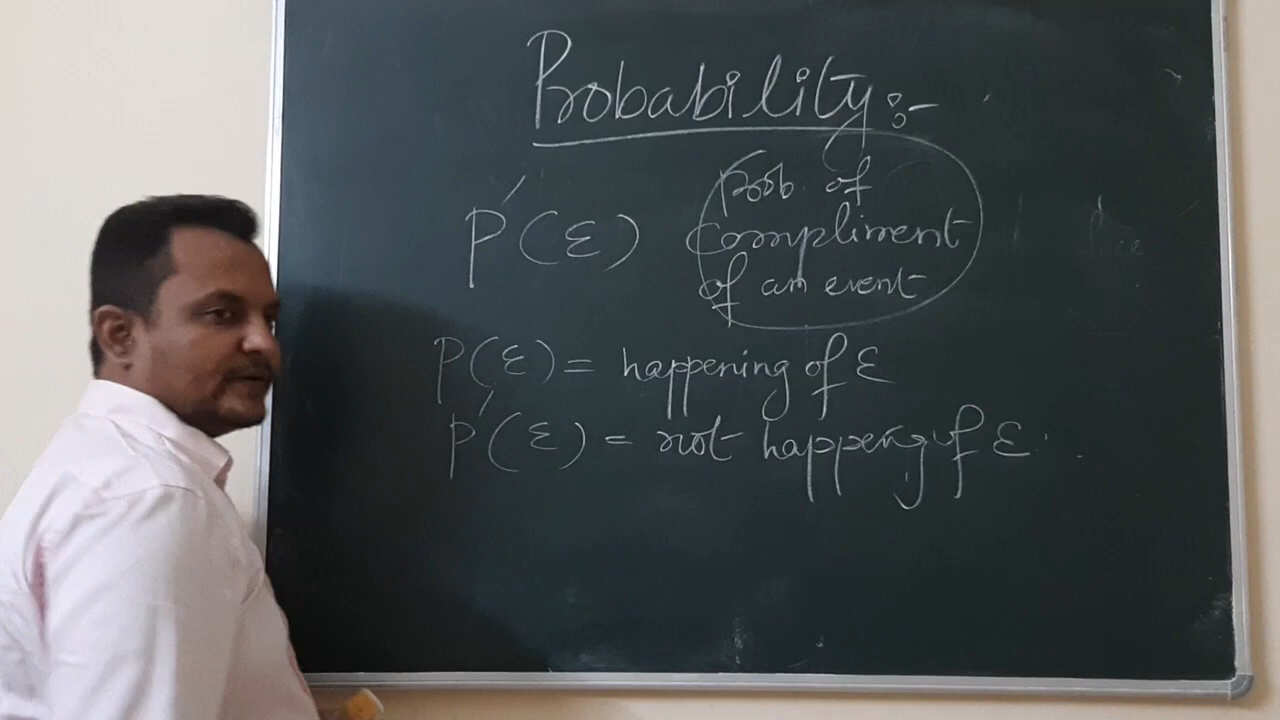 Probability :-
P'(ε) Prob. of
compliment
of an event
P(ε) = happening of ε
P'(ε) = not happeng of ε.